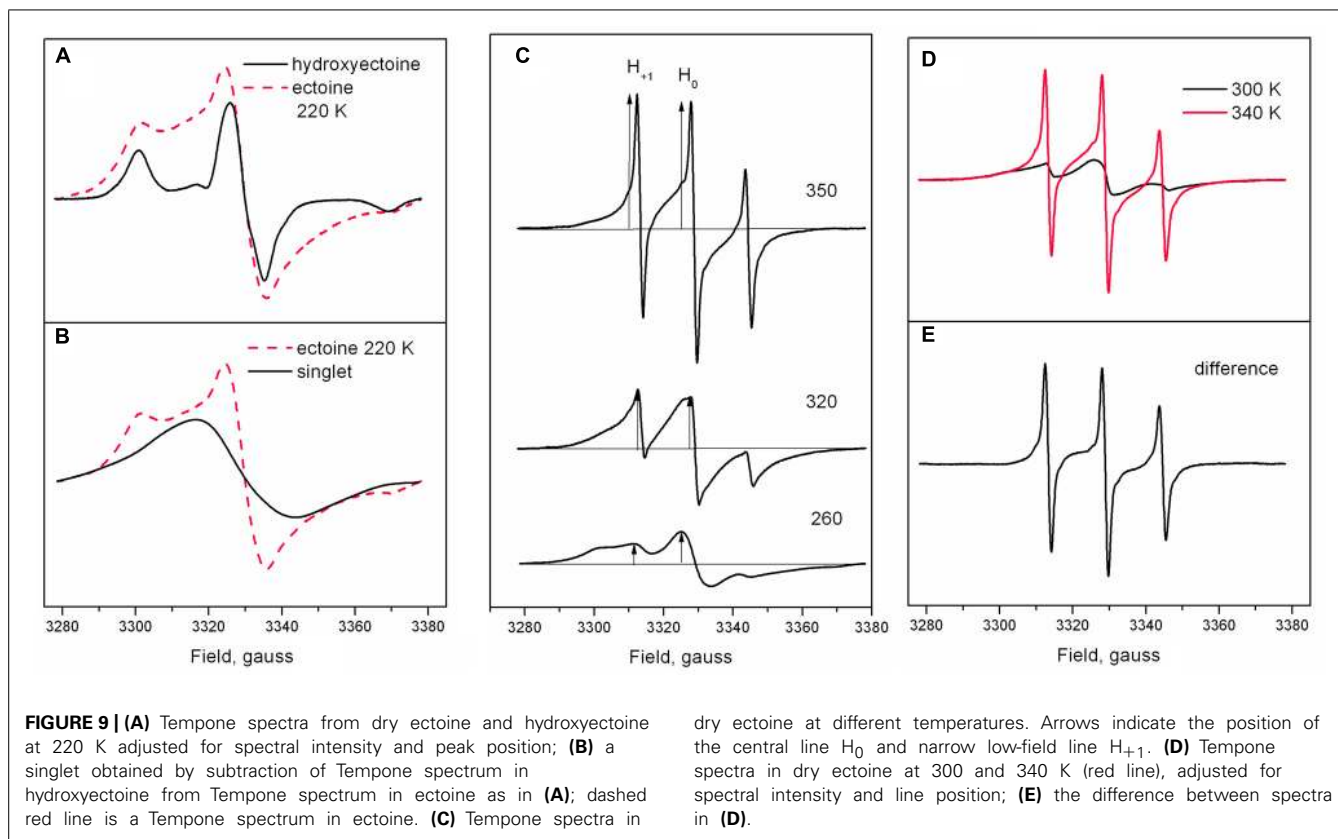 A
hydroxyectoine
ectoine
220 K
B
ectoine 220 K
singlet
3280 3300 3320 3340 3360 3380
Field, gauss
C
H+1 H0
350
320
260
3280 3300 3320 3340 3360 3380
Field, gauss
D
300 K
340 K
E
difference
3280 3300 3320 3340 3360 3380
Field, gauss
FIGURE 9 | (A) Tempone spectra from dry ectoine and hydroxyectoine
at 220 K adjusted for spectral intensity and peak position; (B) a
singlet obtained by subtraction of Tempone spectrum in
hydroxyectoine from Tempone spectrum in ectoine as in (A); dashed
red line is a Tempone spectrum in ectoine. (C) Tempone spectra in
dry ectoine at different temperatures. Arrows indicate the position of
the central line H0 and narrow low-field line H+1. (D) Tempone
spectra in dry ectoine at 300 and 340 K (red line), adjusted for
spectral intensity and line position; (E) the difference between spectra
in (D).